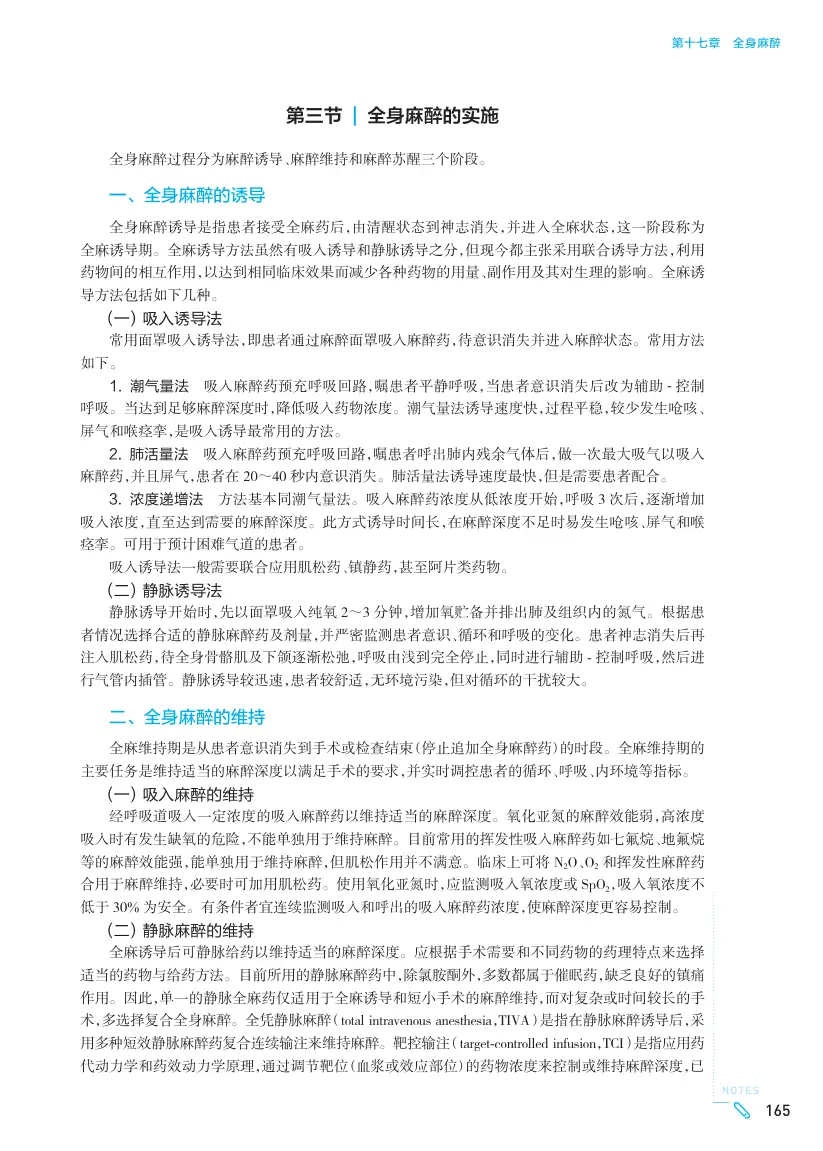 第十七章 全身麻醉
第三节 | 全身麻醉的实施
全身麻醉过程分为麻醉诱导、麻醉维持和麻醉苏醒三个阶段。
一、全身麻醉的诱导
全身麻醉诱导是指患者接受全麻药后,由清醒状态到神志消失,并进入全麻状态,这一阶段称为
全麻诱导期。全麻诱导方法虽然有吸入诱导和静脉诱导之分,但现今都主张采用联合诱导方法,利用
药物间的相互作用,以达到相同临床效果而减少各种药物的用量、副作用及其对生理的影响。全麻诱
导方法包括如下几种。
(一)吸入诱导法
常用面罩吸入诱导法,即患者通过麻醉面罩吸入麻醉药,待意识消失并进入麻醉状态。常用方法
如下。
1. 潮气量法 吸入麻醉药预充呼吸回路,嘱患者平静呼吸,当患者意识消失后改为辅助 - 控制
呼吸。当达到足够麻醉深度时,降低吸入药物浓度。潮气量法诱导速度快,过程平稳,较少发生呛咳、
屏气和喉痉挛,是吸入诱导最常用的方法。
2. 肺活量法 吸入麻醉药预充呼吸回路,嘱患者呼出肺内残余气体后,做一次最大吸气以吸入
麻醉药,并且屏气,患者在 20～40 秒内意识消失。肺活量法诱导速度最快,但是需要患者配合。
3. 浓度递增法 方法基本同潮气量法。吸入麻醉药浓度从低浓度开始,呼吸 3 次后,逐渐增加
吸入浓度,直至达到需要的麻醉深度。此方式诱导时间长,在麻醉深度不足时易发生呛咳、屏气和喉
痉挛。可用于预计困难气道的患者。
吸入诱导法一般需要联合应用肌松药、镇静药,甚至阿片类药物。
(二)静脉诱导法
静脉诱导开始时,先以面罩吸入纯氧 2～3 分钟,增加氧贮备并排出肺及组织内的氮气。根据患
者情况选择合适的静脉麻醉药及剂量,并严密监测患者意识、循环和呼吸的变化。患者神志消失后再
注入肌松药,待全身骨骼肌及下颌逐渐松弛,呼吸由浅到完全停止,同时进行辅助 - 控制呼吸,然后进
行气管内插管。静脉诱导较迅速,患者较舒适,无环境污染,但对循环的干扰较大。
二、全身麻醉的维持
全麻维持期是从患者意识消失到手术或检查结束(停止追加全身麻醉药)的时段。全麻维持期的
主要任务是维持适当的麻醉深度以满足手术的要求,并实时调控患者的循环、呼吸、内环境等指标。
(一)吸入麻醉的维持
经呼吸道吸入一定浓度的吸入麻醉药以维持适当的麻醉深度。氧化亚氮的麻醉效能弱,高浓度
吸入时有发生缺氧的危险,不能单独用于维持麻醉。目前常用的挥发性吸入麻醉药如七氟烷、地氟烷
等的麻醉效能强,能单独用于维持麻醉,但肌松作用并不满意。临床上可将 N₂O、O₂ 和挥发性麻醉药
合用于麻醉维持,必要时可加用肌松药。使用氧化亚氮时,应监测吸入氧浓度或 SpO₂,吸入氧浓度不
低于 30% 为安全。有条件者宜连续监测吸入和呼出的吸入麻醉药浓度,使麻醉深度更容易控制。
(二)静脉麻醉的维持
全麻诱导后可静脉给药以维持适当的麻醉深度。应根据手术需要和不同药物的药理特点来选择
适当的药物与给药方法。目前所用的静脉麻醉药中,除氯胺酮外,多数都属于催眠药,缺乏良好的镇痛
作用。因此,单一的静脉全麻药仅适用于全麻诱导和短小手术的麻醉维持,而对复杂或时间较长的手
术,多选择复合全身麻醉。全凭静脉麻醉(total intravenous anesthesia,TIVA)是指在静脉麻醉诱导后,采
用多种短效静脉麻醉药复合连续输注来维持麻醉。靶控输注(target-controlled infusion,TCI)是指应用药
代动力学和药效动力学原理,通过调节靶位(血浆或效应部位)的药物浓度来控制或维持麻醉深度,已
NOTES
165